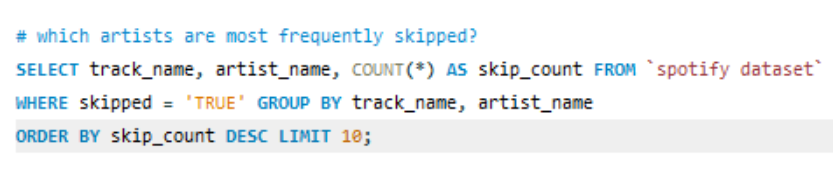 # which artists are most frequently skipped?
SELECT track_name, artist_name, COUNT(*) AS skip_count FROM `spotify dataset`
WHERE skipped = 'TRUE' GROUP BY track_name, artist_name
ORDER BY skip_count DESC LIMIT 10;